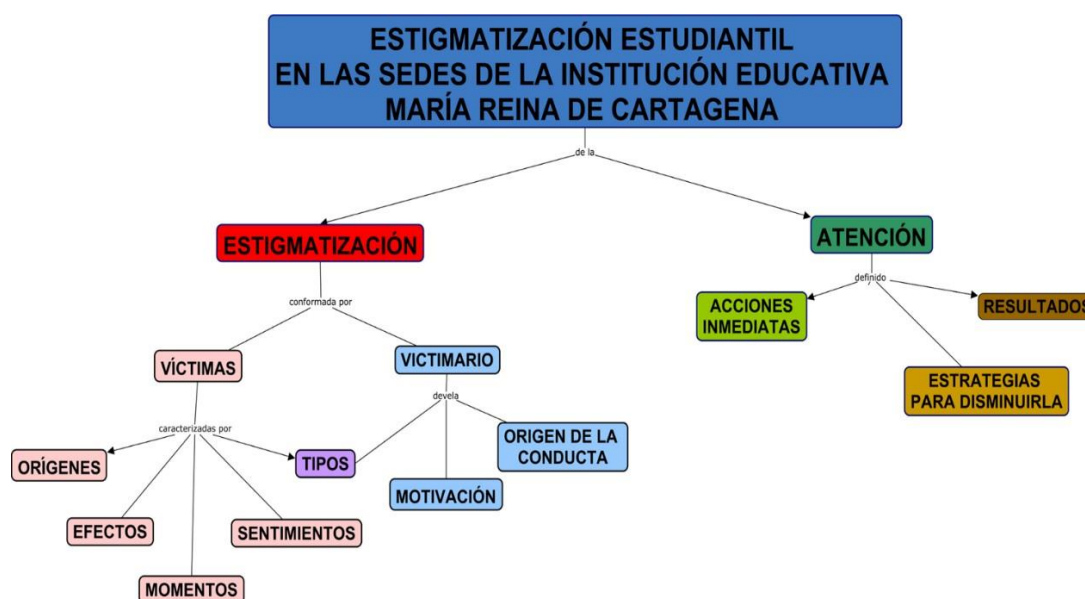 ESTIGMATIZACIÓN ESTUDIANTIL
EN LAS SEDES DE LA INSTITUCIÓN EDUCATIVA
MARÍA REINA DE CARTAGENA
de la
ESTIGMATIZACIÓN
ATENCIÓN
conformada por
definido
ACCIONES
INMEDIATAS
RESULTADOS
VÍCTIMAS
VICTIMARIO
ESTRATEGIAS
PARA DISMINUIRLA
devela
caracterizadas por
ORÍGENES
TIPOS
ORIGEN DE LA
CONDUCTA
MOTIVACIÓN
EFECTOS
SENTIMIENTOS
MOMENTOS